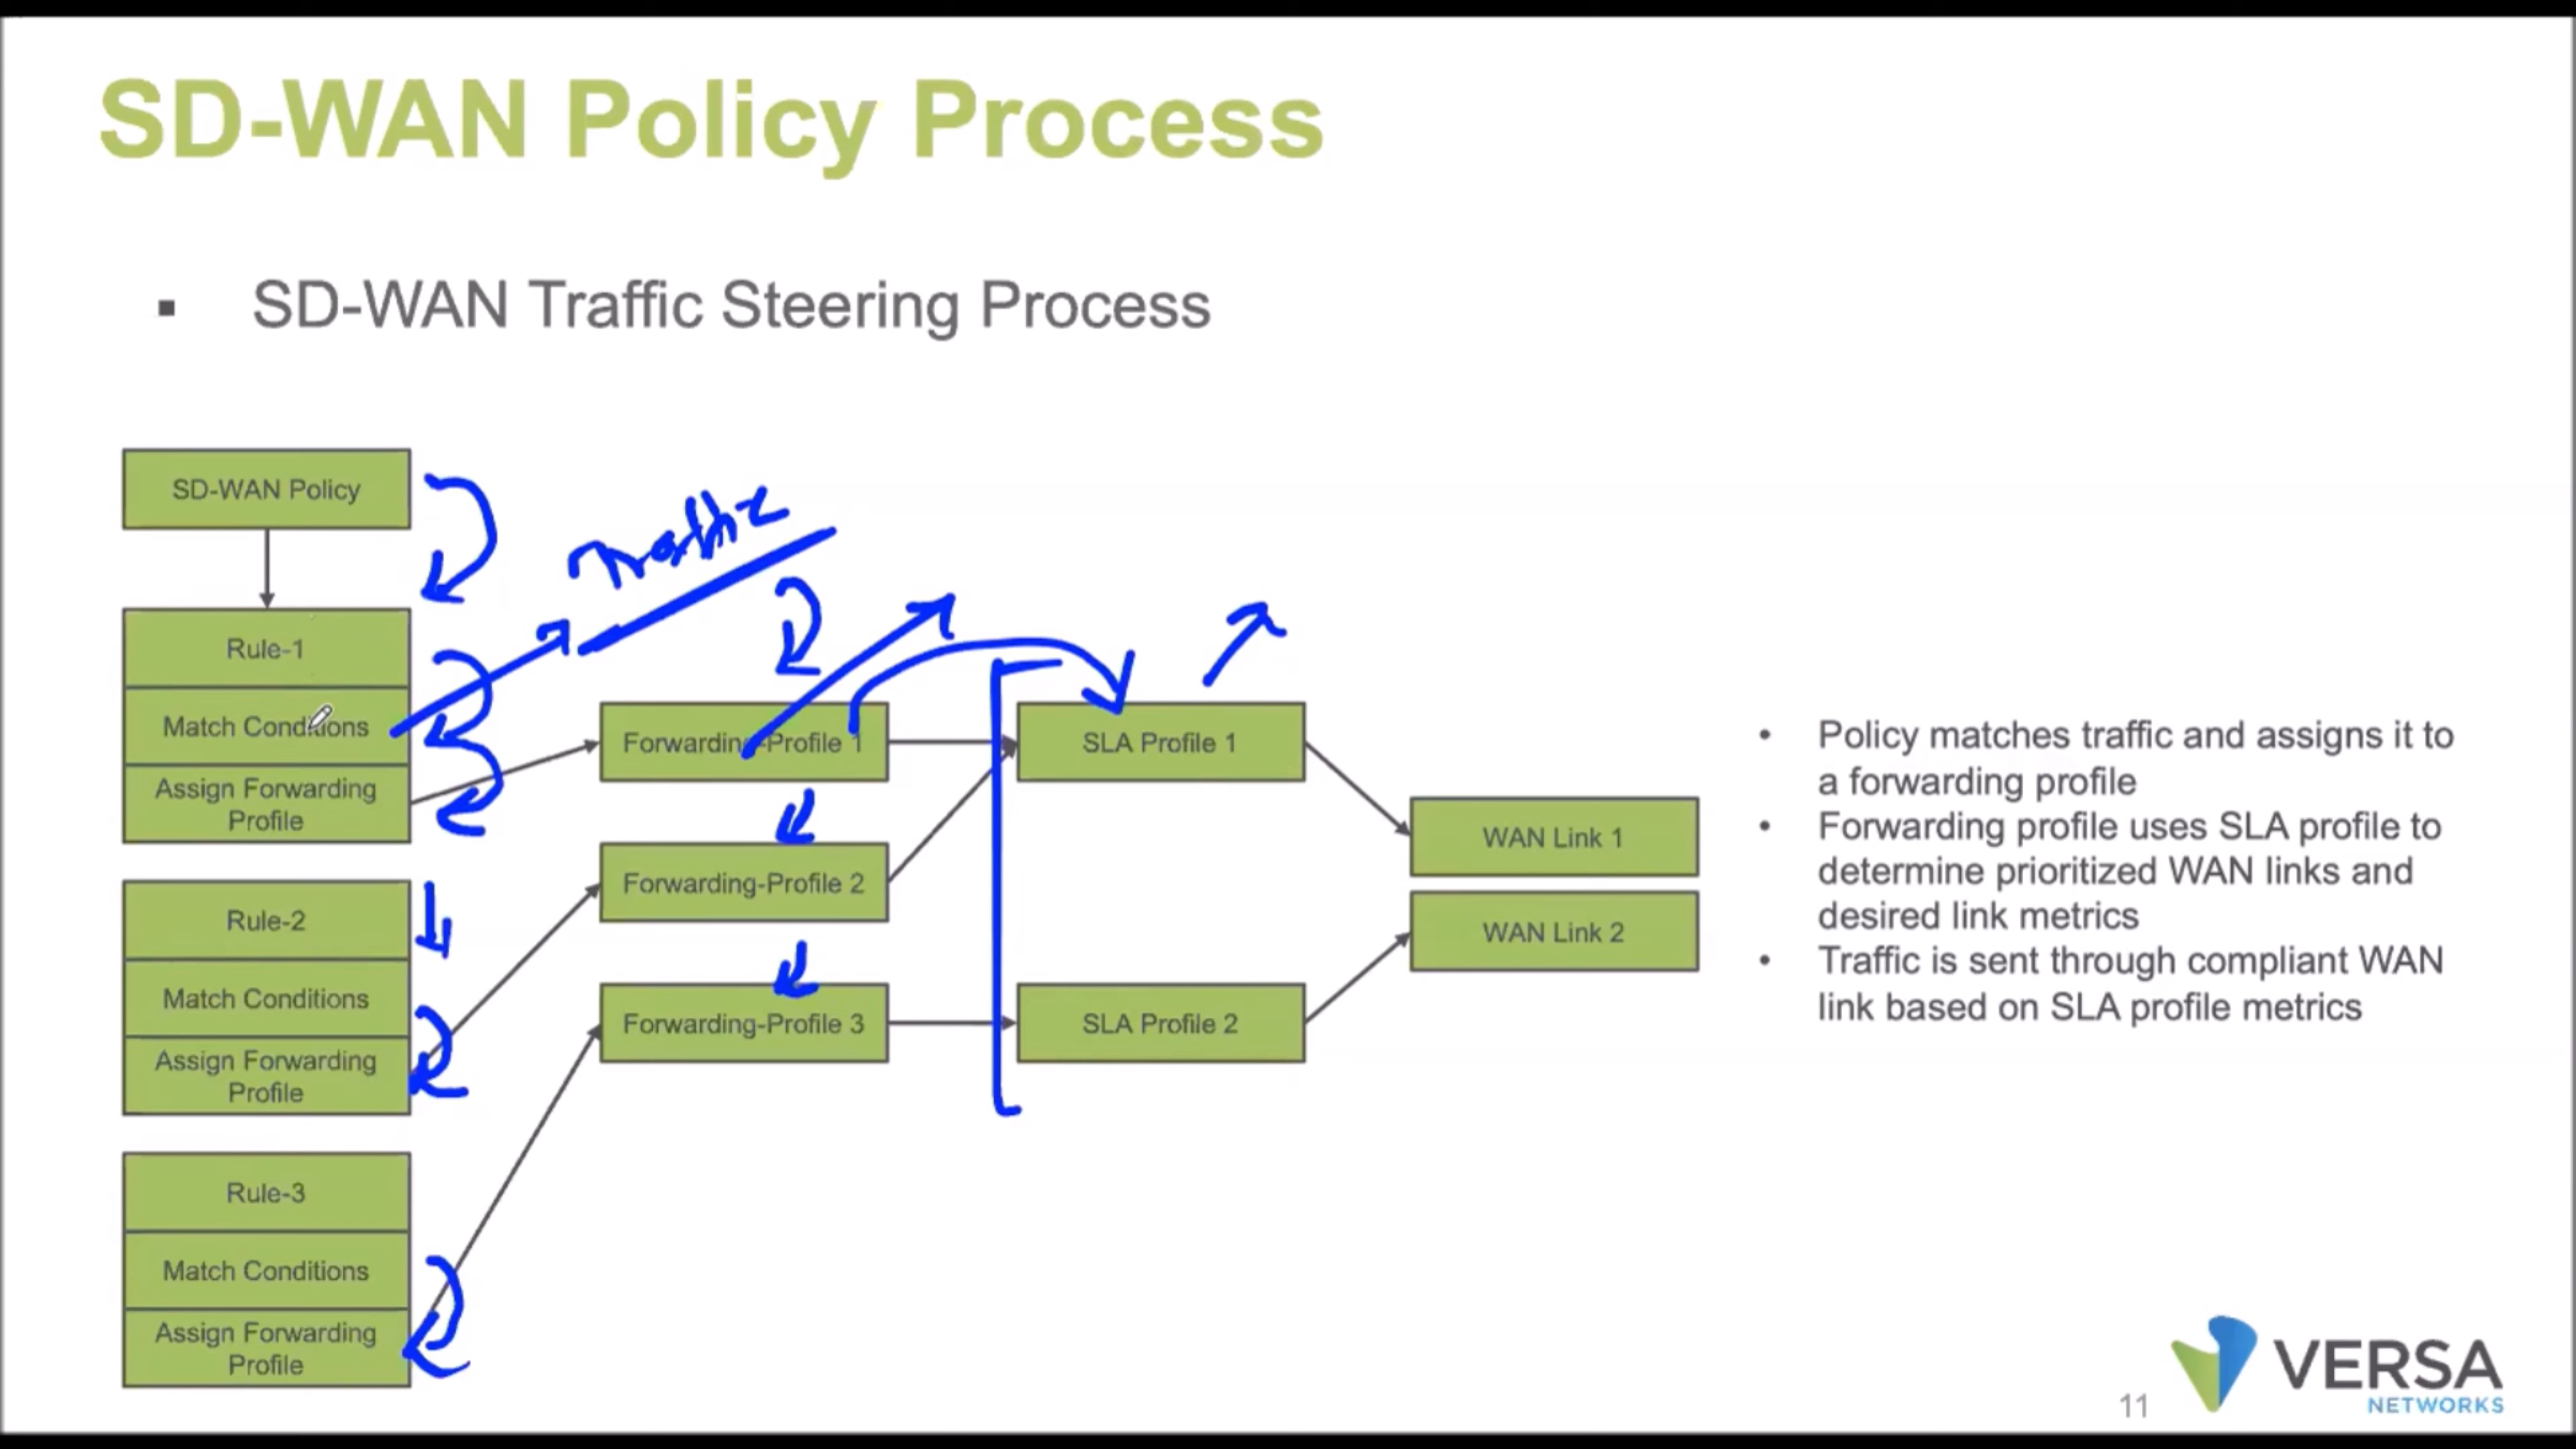 SD-WAN Policy Process
▪ SD-WAN Traffic Steering Process
SD-WAN Policy
Traffic
Rule-1
Match Conditions
Assign Forwarding
Profile
Rule-2
Match Conditions
Assign Forwarding
Profile
Rule-3
Match Conditions
Assign Forwarding
Profile
Forwarding-Profile 1
Forwarding-Profile 2
Forwarding-Profile 3
SLA Profile 1
SLA Profile 2
WAN Link 1
WAN Link 2
• Policy matches traffic and assigns it to
a forwarding profile
• Forwarding profile uses SLA profile to
determine prioritized WAN links and
desired link metrics
• Traffic is sent through compliant WAN
link based on SLA profile metrics
11
VERSA
NETWORKS